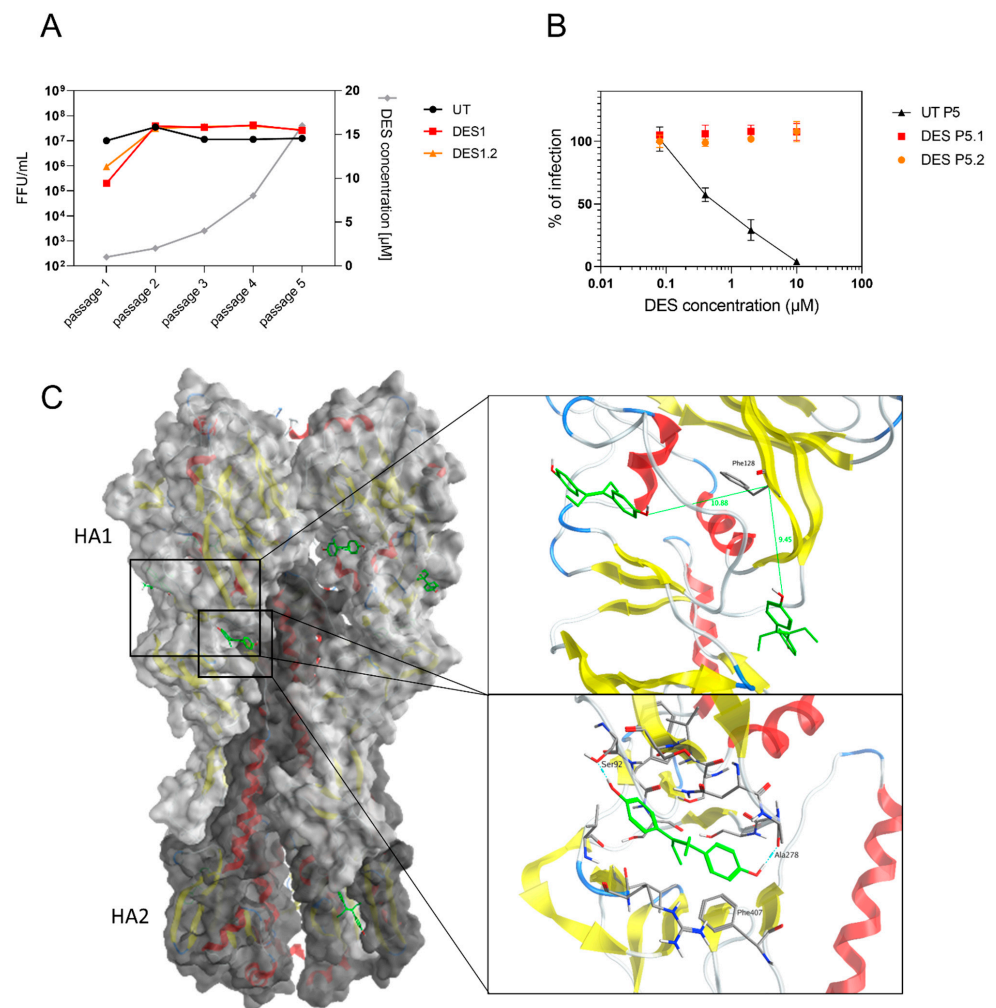 A
FFU/mL
10⁹
10⁸
10⁷
10⁶
10⁵
10⁴
10³
10²
20
15
10
5
0
DES concentration [µM]
passage 1
passage 2
passage 3
passage 4
passage 5
UT
DES1
DES1.2
B
% of infection
100
50
0
0.01
0.1
1
10
100
DES concentration (µM)
UT P5
DES P5.1
DES P5.2
C
HA1
HA2
Phe128
10.88
9.45
Ser92
Ala278
Phe407